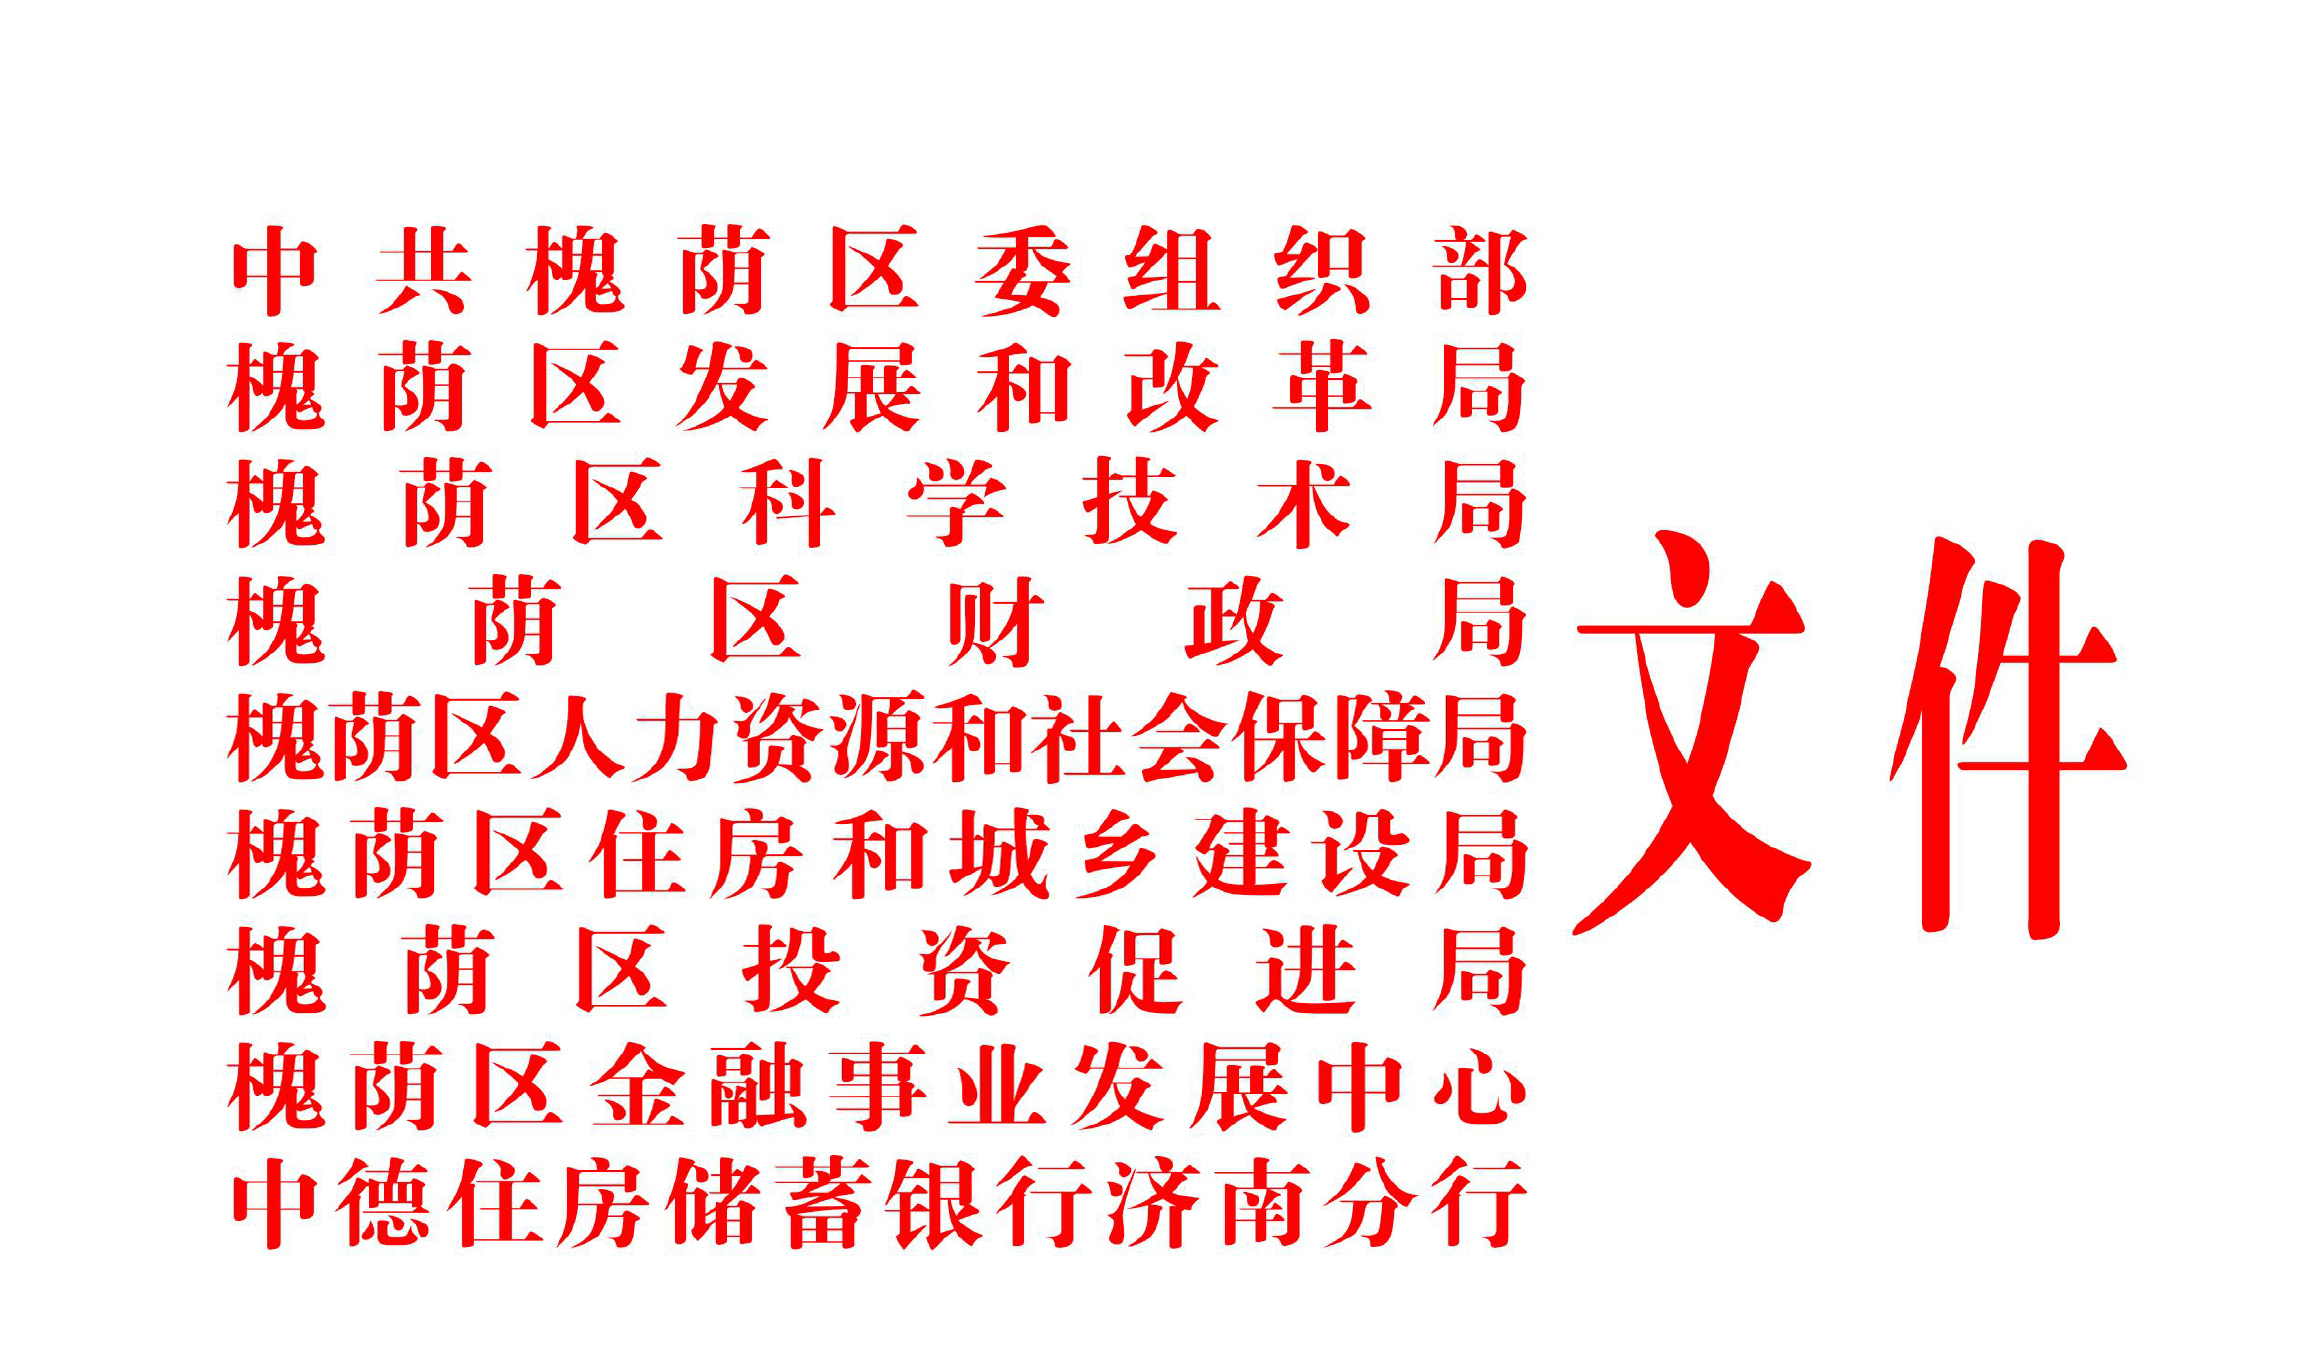 中共槐荫区委组织部
槐荫区发展和改革局
槐荫区科学技术局
槐荫区财政局
槐荫区人力资源和社会保障局
槐荫区住房和城乡建设局
槐荫区投资促进局
槐荫区金融事业发展中心
中德住房储蓄银行济南分行
文件